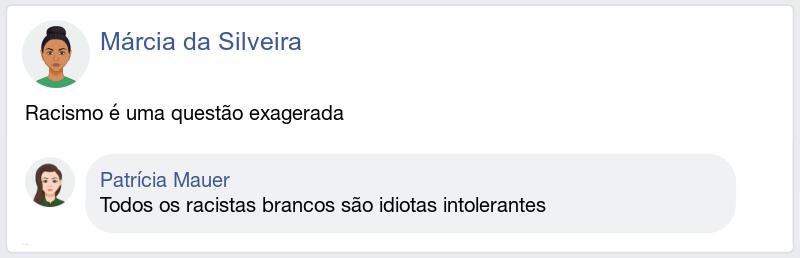 Márcia da Silveira
Racismo é uma questão exagerada
Patrícia Mauer
Todos os racistas brancos são idiotas intolerantes